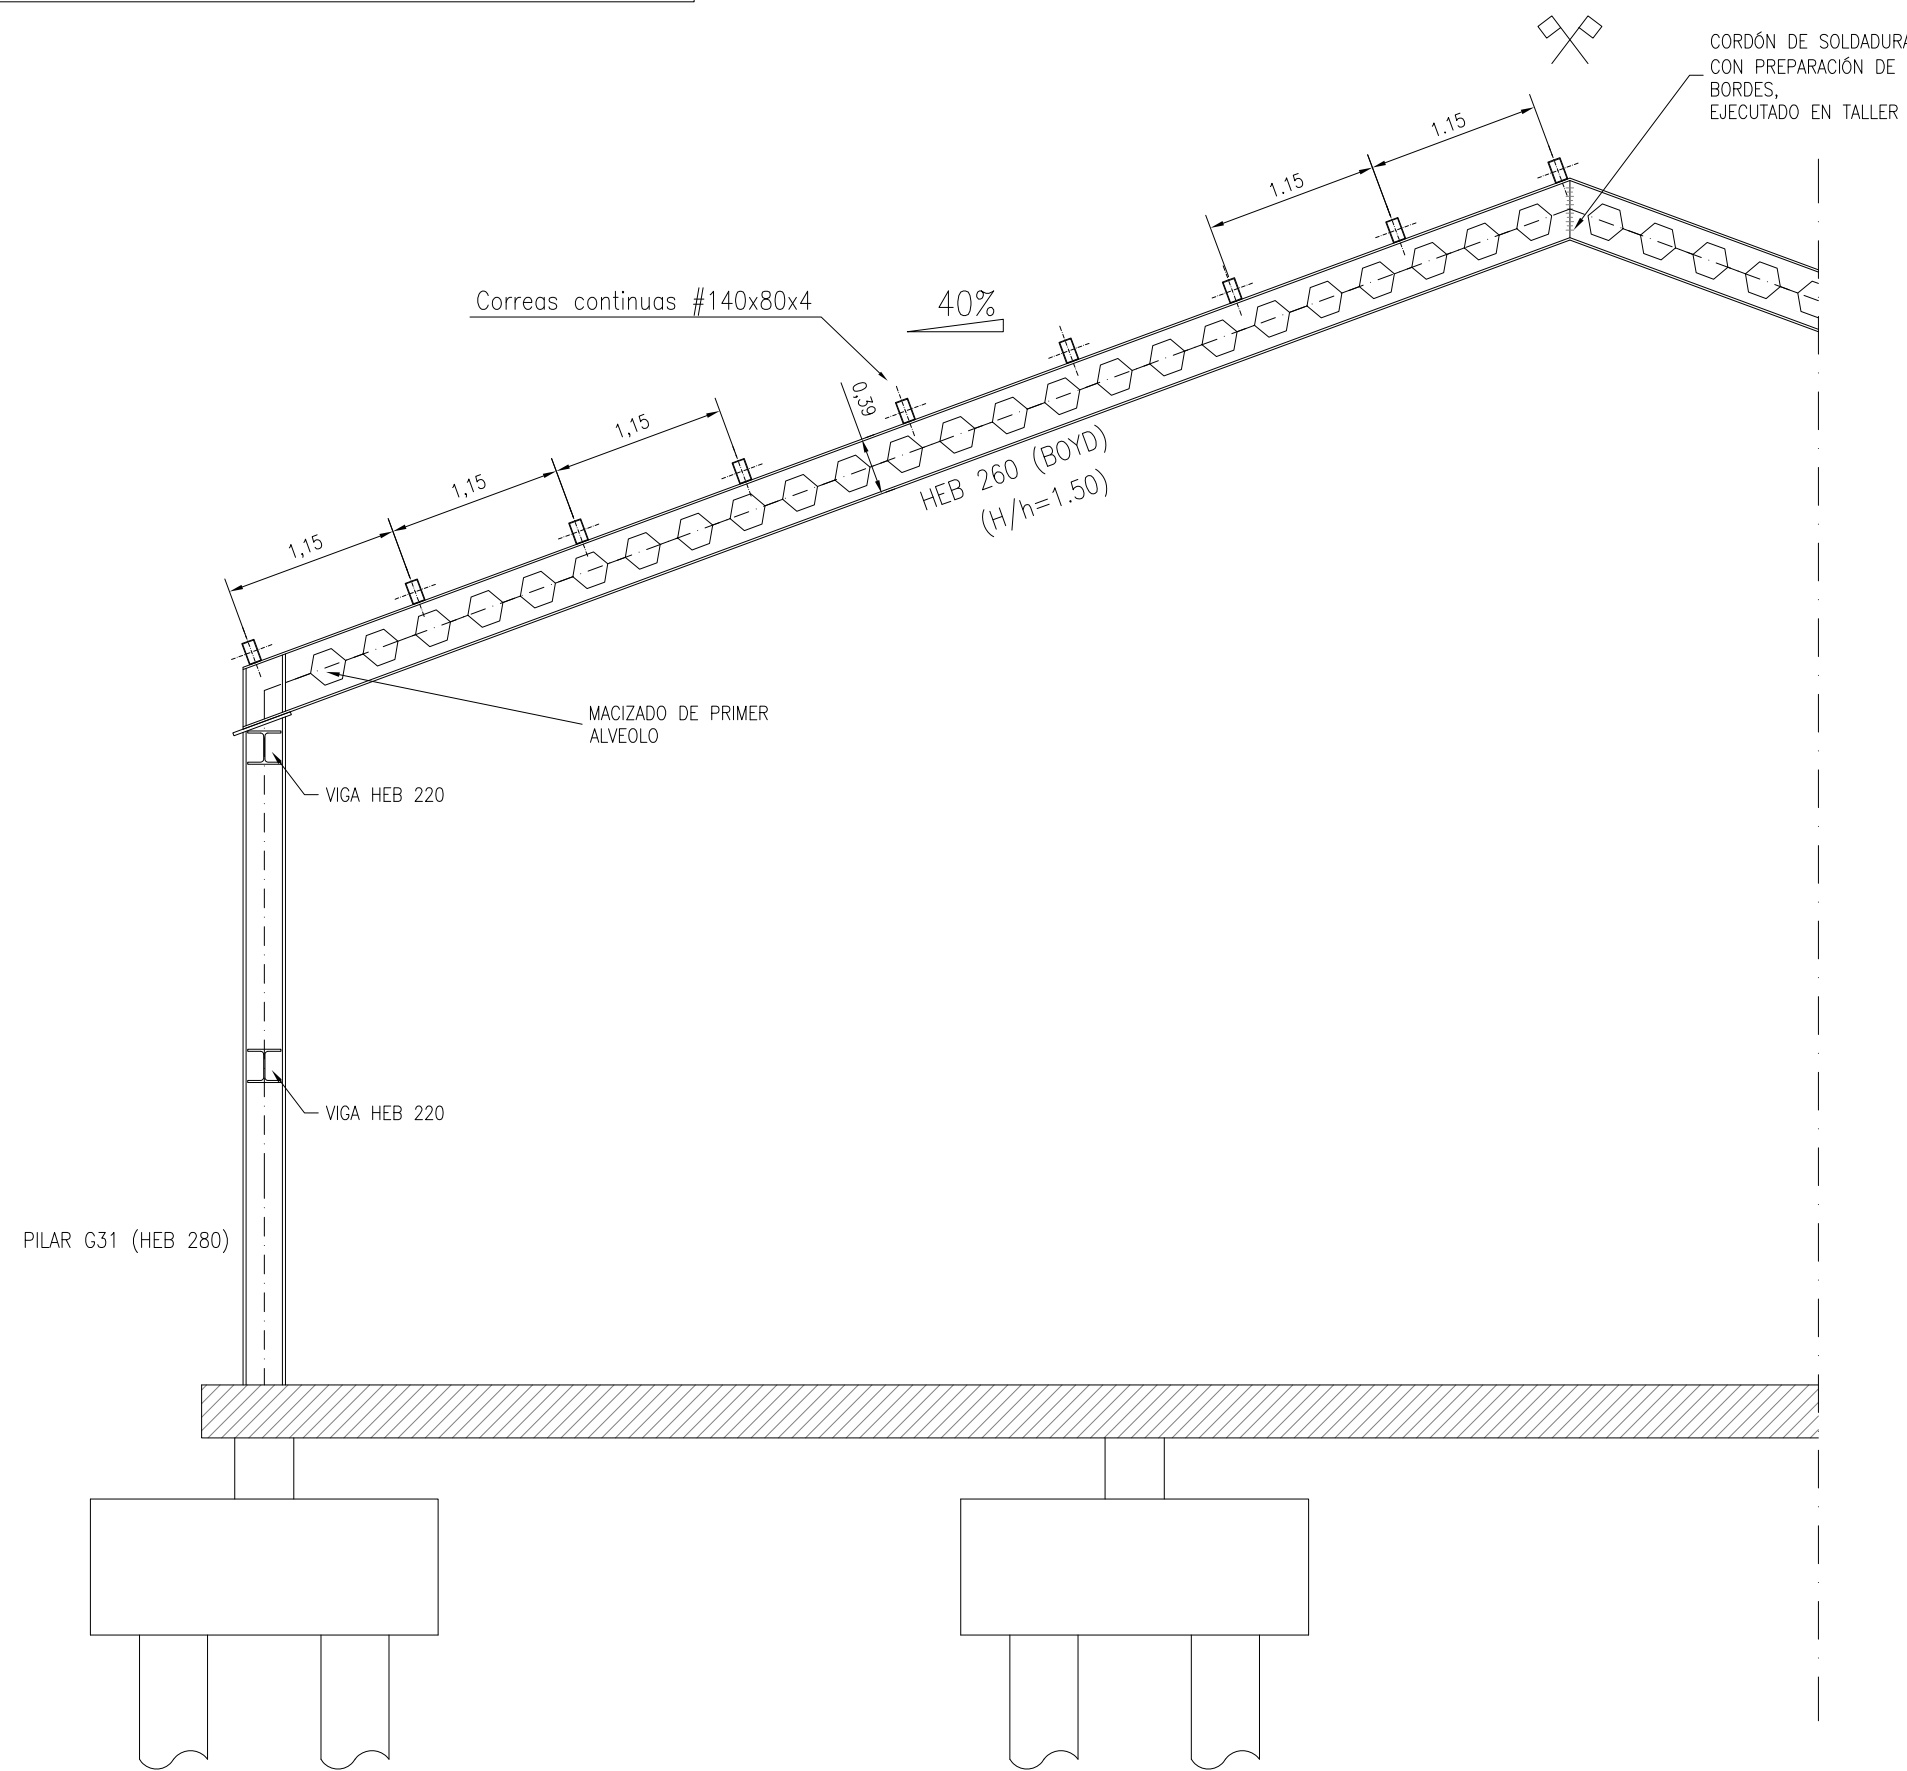 CORDÓN DE SOLDADURA
CON PREPARACIÓN DE
BORDES,
EJECUTADO EN TALLER
1.15
1.15
Correas continuas #140x80x4
40%
0,39
1,15
1,15
1,15
HEB 260 (BOYD)
(H/h=1.50)
MACIZADO DE PRIMER
ALVEOLO
VIGA HEB 220
VIGA HEB 220
PILAR G31 (HEB 280)